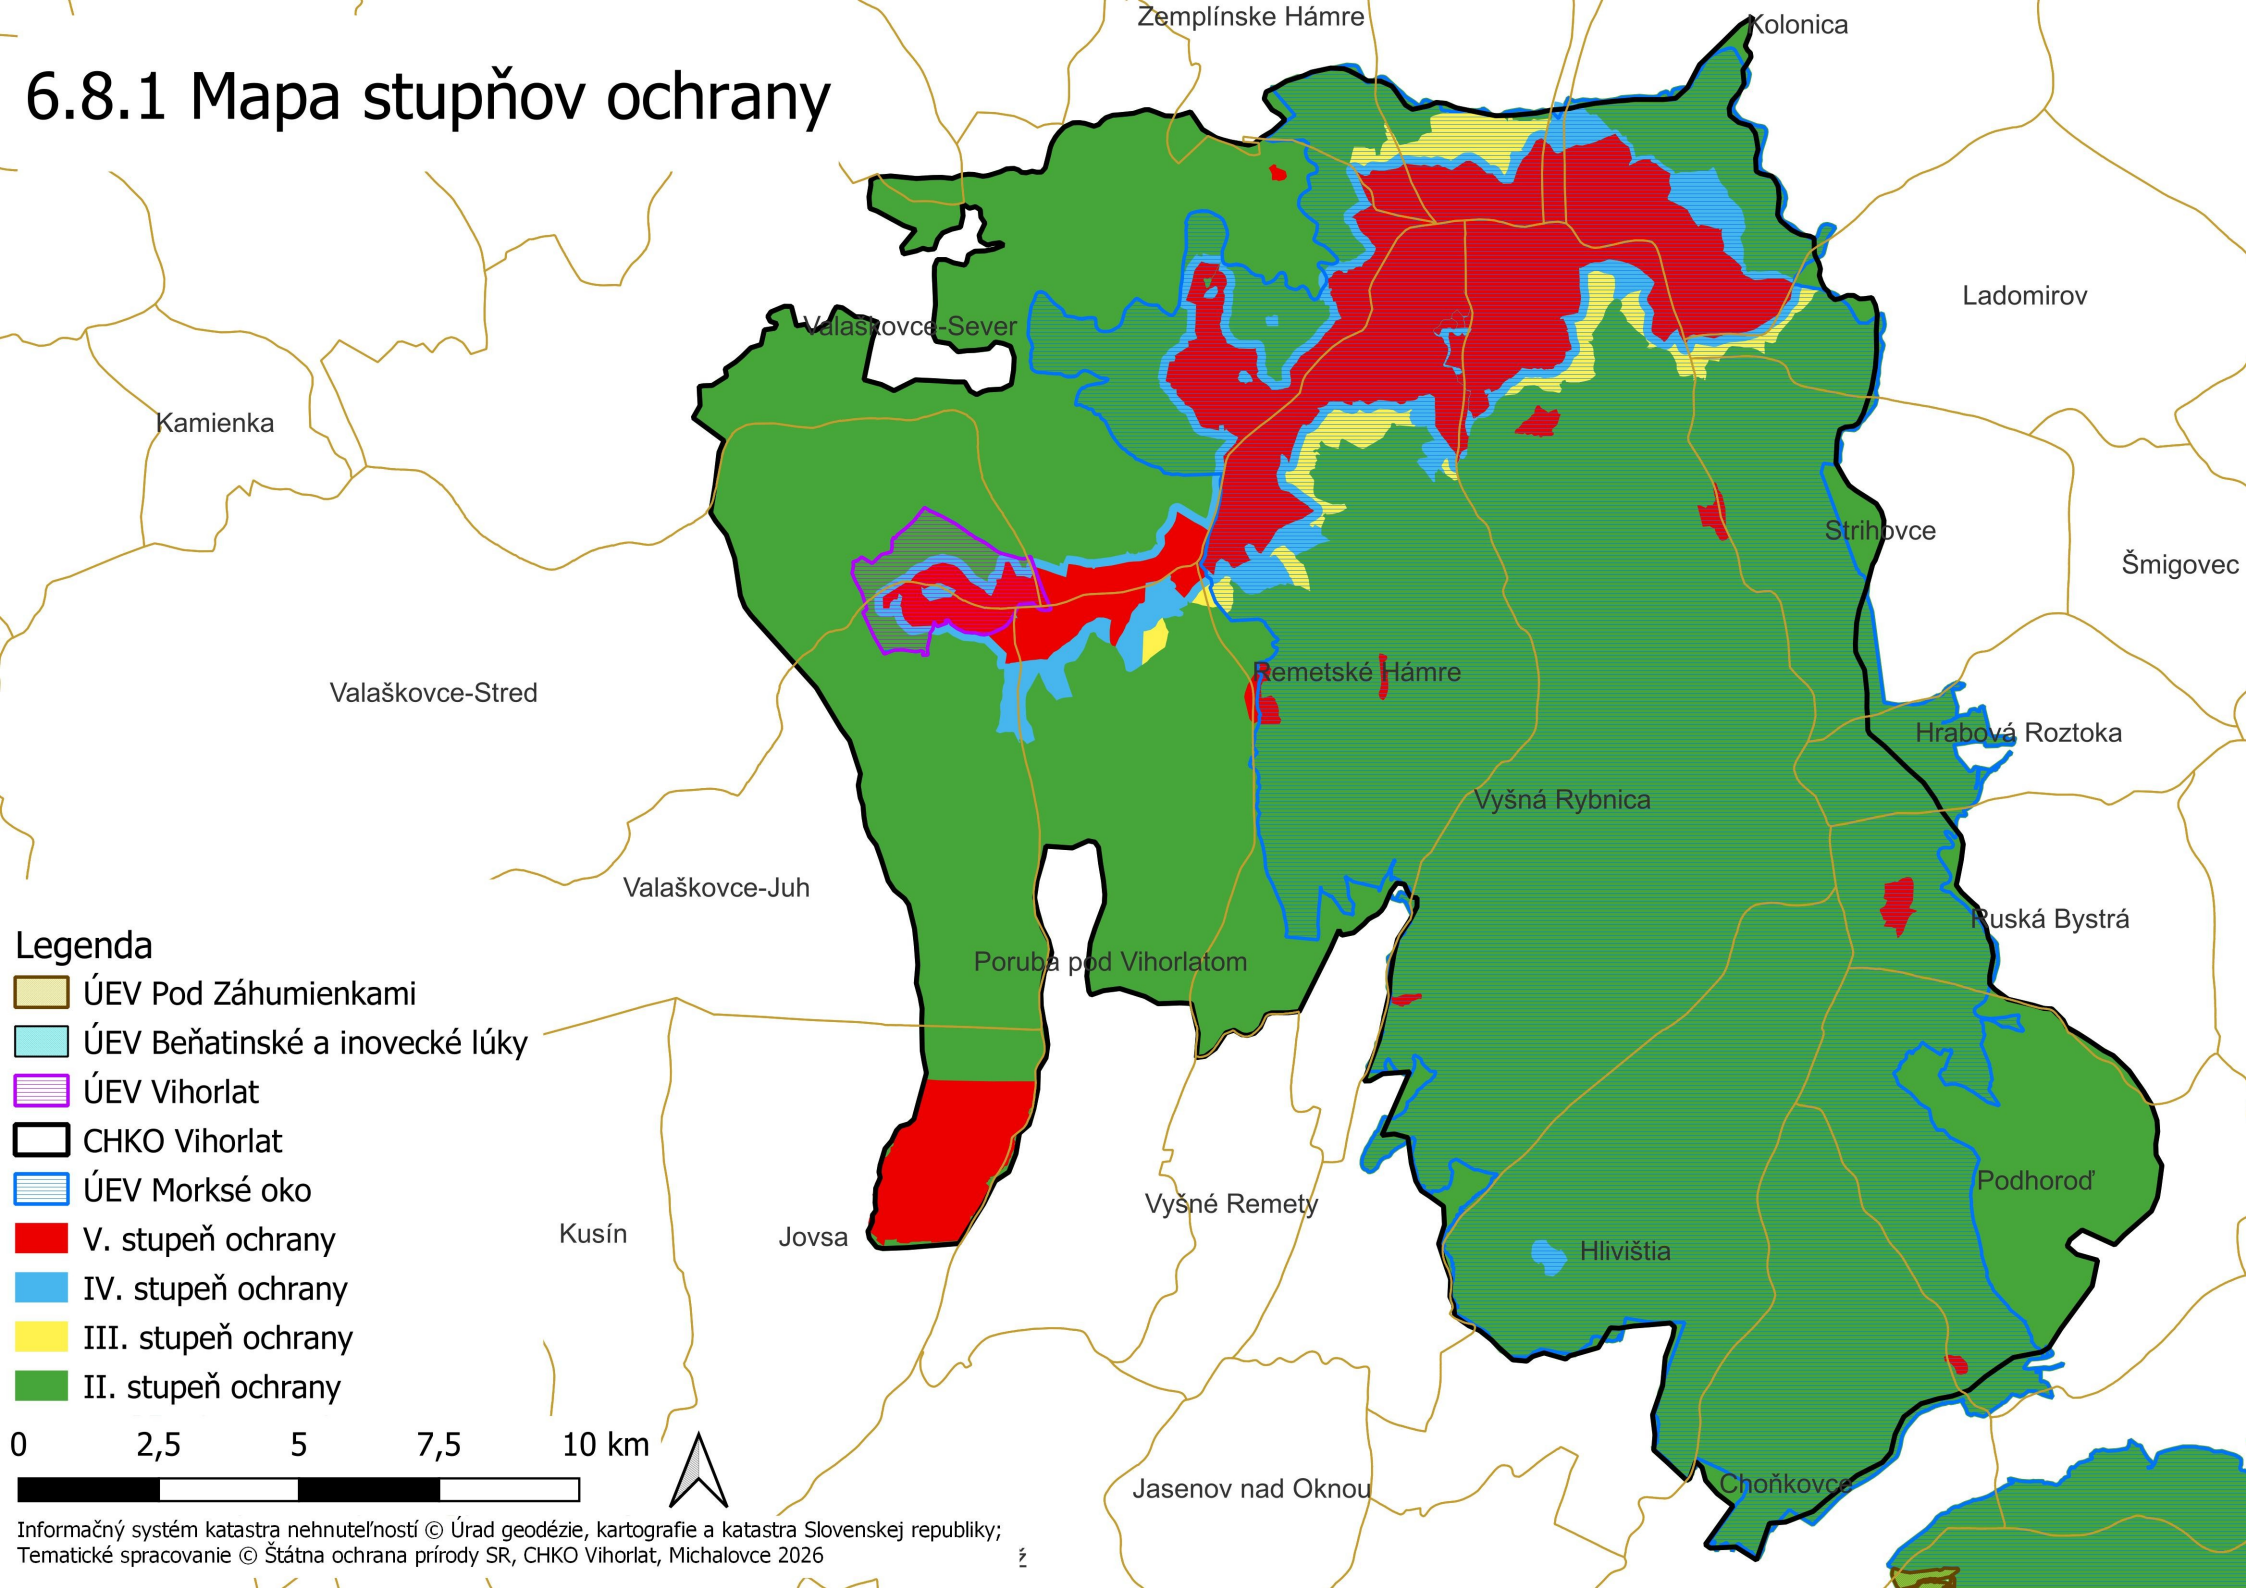 Zemplínske Hámre
Kolonica
6.8.1 Mapa stupňov ochrany
Ladomirov
Valaškovce-Sever
Kamienka
Strihovce
Šmigovec
Remetské Hámre
Valaškovce-Stred
Hrabová Roztoka
Vyšná Rybnica
Valaškovce-Juh
Ruská Bystrá
Poruba pod Vihorlatom
Podhoroď
Vyšné Remety
Kusín
Jovsa
Hlivištia
Choňkovce
Jasenov nad Oknou
Legenda
ÚEV Pod Záhumienkami
ÚEV Beňatinské a inovecké lúky
ÚEV Vihorlat
CHKO Vihorlat
ÚEV Morksé oko
V. stupeň ochrany
IV. stupeň ochrany
III. stupeň ochrany
II. stupeň ochrany
0 2,5 5 7,5 10 km
Informačný systém katastra nehnuteľností © Úrad geodézie, kartografie a katastra Slovenskej republiky;
Tematické spracovanie © Štátna ochrana prírody SR, CHKO Vihorlat, Michalovce 2026